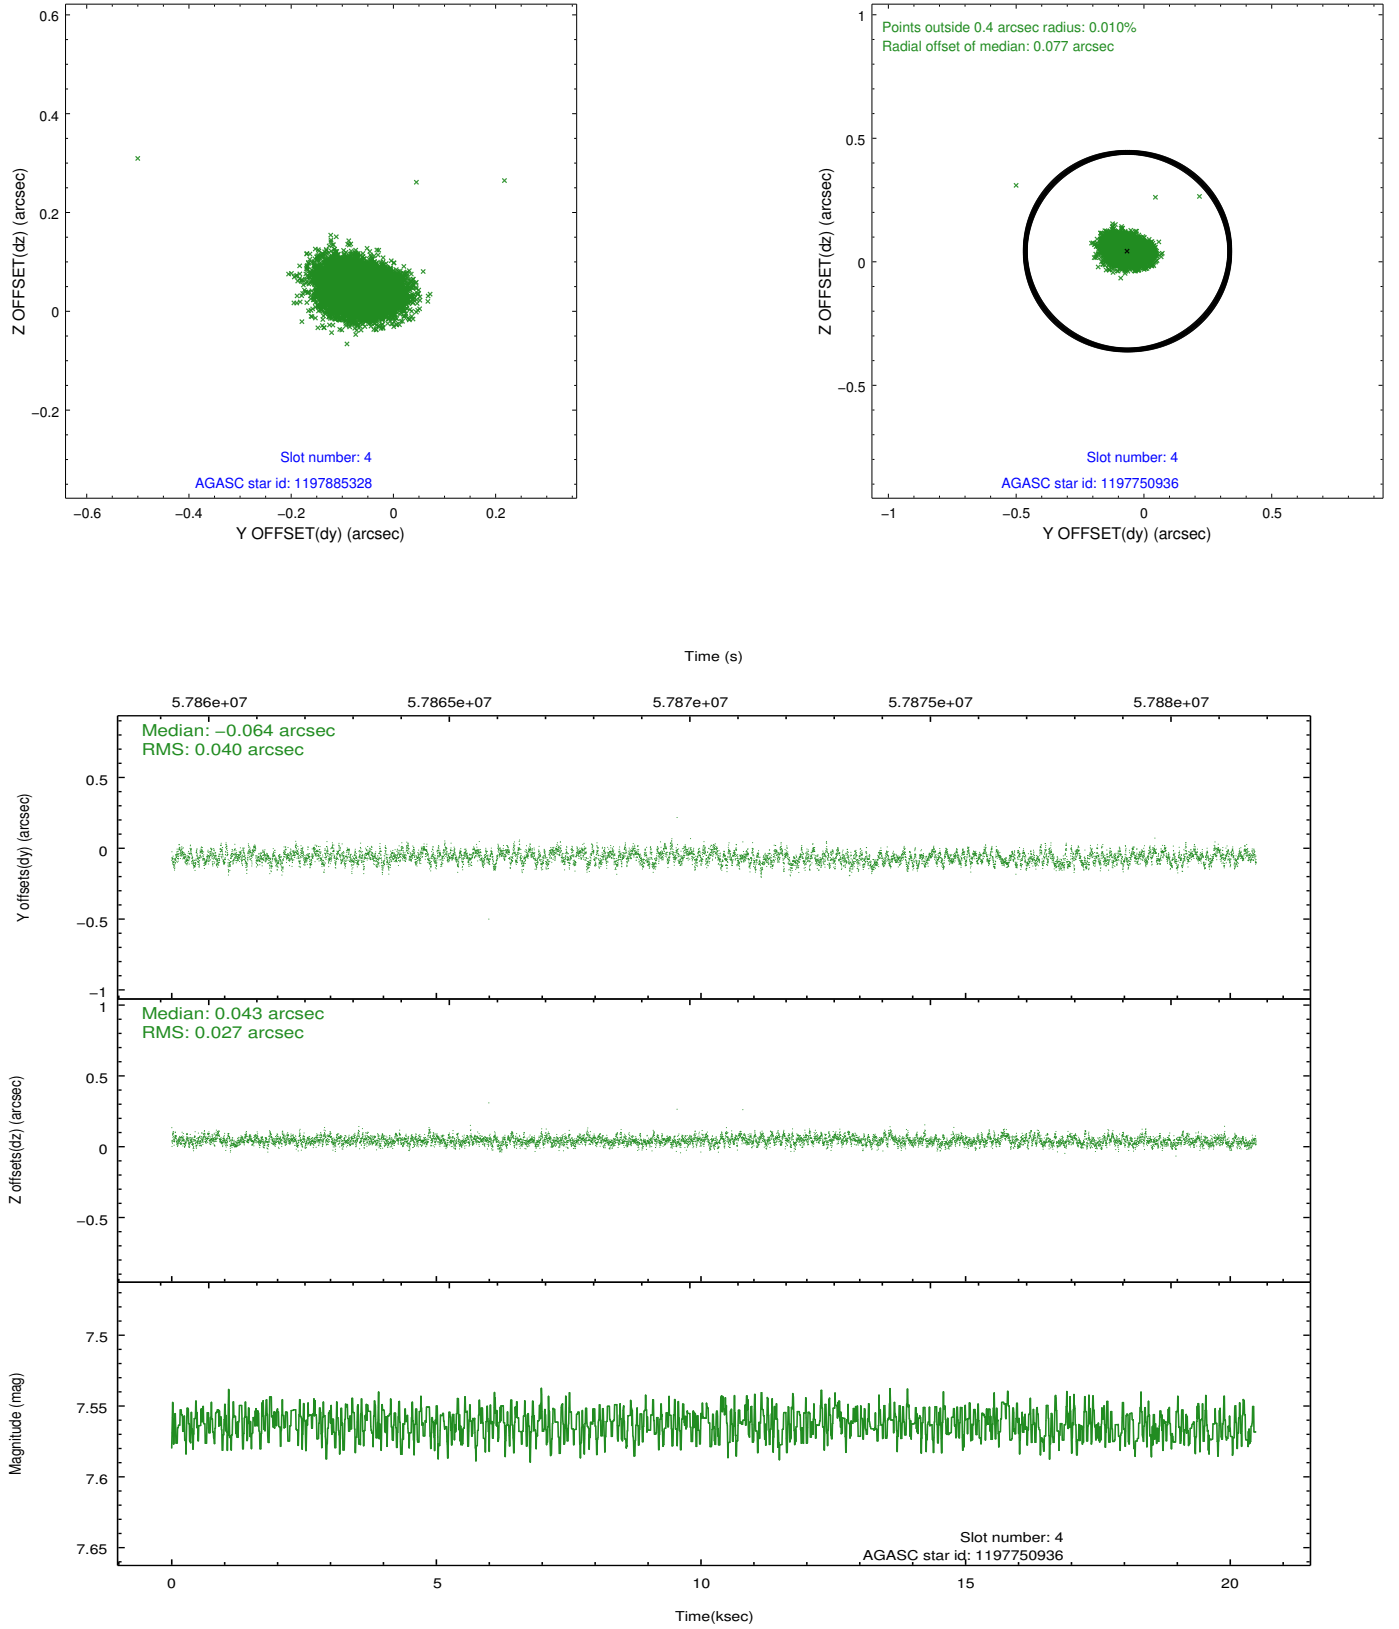 0.6
0.4
0.2
0
−0.2
Z OFFSET(dz) (arcsec)
Slot number: 4
AGASC star id: 1197885328
−0.6
−0.4
−0.2
0
0.2
Y OFFSET(dy) (arcsec)
Points outside 0.4 arcsec radius: 0.010%
Radial offset of median: 0.077 arcsec
1
0.5
0
−0.5
Z OFFSET(dz) (arcsec)
Slot number: 4
AGASC star id: 1197750936
−1
−0.5
0
0.5
Y OFFSET(dy) (arcsec)
Time (s)
5.786e+07
5.7865e+07
5.787e+07
5.7875e+07
5.788e+07
Median: −0.064 arcsec
RMS: 0.040 arcsec
0.5
0
−0.5
−1
Y offsets(dy) (arcsec)
Median: 0.043 arcsec
RMS: 0.027 arcsec
1
0.5
0
−0.5
Z offsets(dz) (arcsec)
7.5
7.55
7.6
7.65
Magnitude (mag)
Slot number: 4
AGASC star id: 1197750936
0
5
10
15
20
Time(ksec)